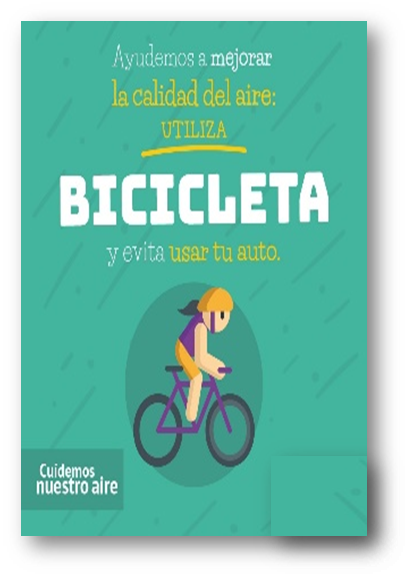 Ayudemos a mejorar
la calidad del aire:
UTILIZA
BICICLETA
y evita usar tu auto.
Cuidemos
nuestro aire